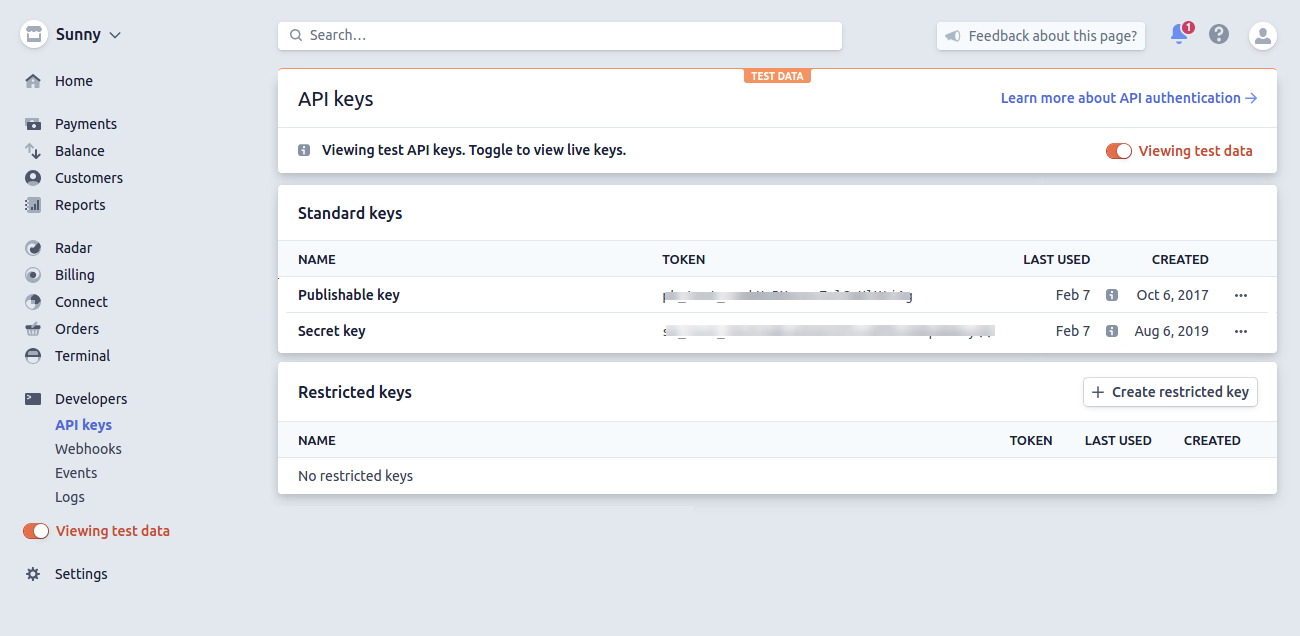 Sunny
Search...
Feedback about this page?
1
Home
Payments
Balance
Customers
Reports
Radar
Billing
Connect
Orders
Terminal
Developers
API keys
Webhooks
Events
Logs
Viewing test data
Settings
TEST DATA
API keys
Learn more about API authentication
Viewing test API keys. Toggle to view live keys.
Viewing test data
Standard keys
NAME TOKEN LAST USED CREATED
Publishable key Feb 7 Oct 6, 2017
Secret key Feb 7 Aug 6, 2019
Restricted keys
Create restricted key
NAME TOKEN LAST USED CREATED
No restricted keys